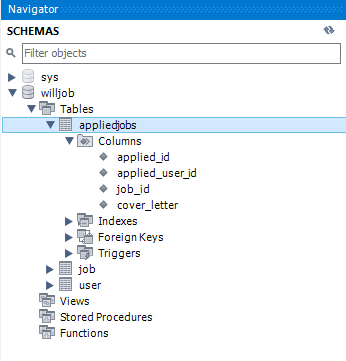 Navigator
SCHEMAS
Filter objects
sys
willjob
Tables
appliedjobs
Columns
applied_id
applied_user_id
job_id
cover_letter
Indexes
Foreign Keys
Triggers
job
user
Views
Stored Procedures
Functions